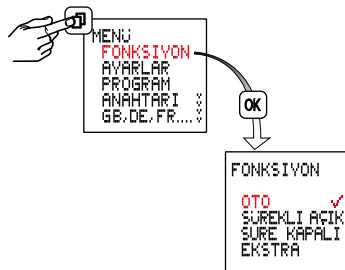 MENÜ
FONKSIYON
AYARLAR
PROGRAM
ANAHTARI
GB,DE,FR....
OK
FONKSIYON
OTO
SÜREKLI AÇIK
SÜRE KAPALI
EKSTRA